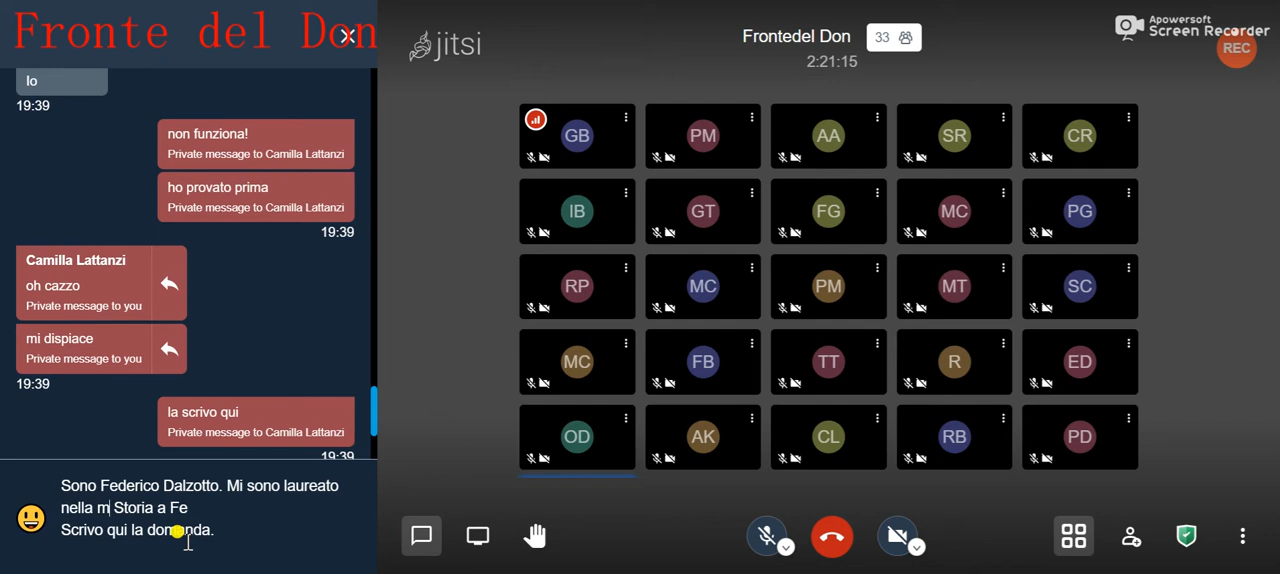 Fronte del Don
Io
19:39
non funziona!
Private message to Camilla Lattanzi
ho provato prima
Private message to Camilla Lattanzi
19:39
Camilla Lattanzi
oh cazzo
Private message to you
mi dispiace
Private message to you
19:39
la scrivo qui
Private message to Camilla Lattanzi
19:39
Sono Federico Dalzotto. Mi sono laureato
nella m Storia a Fe
Scrivo qui la domanda.
jitsi
Frontedel Don 33
2:21:15
Apowersoft
Screen Recorder
REC
GB PM AA SR CR
IB GT FG MC PG
RP MC PM MT SC
MC FB TT R ED
OD AK CL RB PD